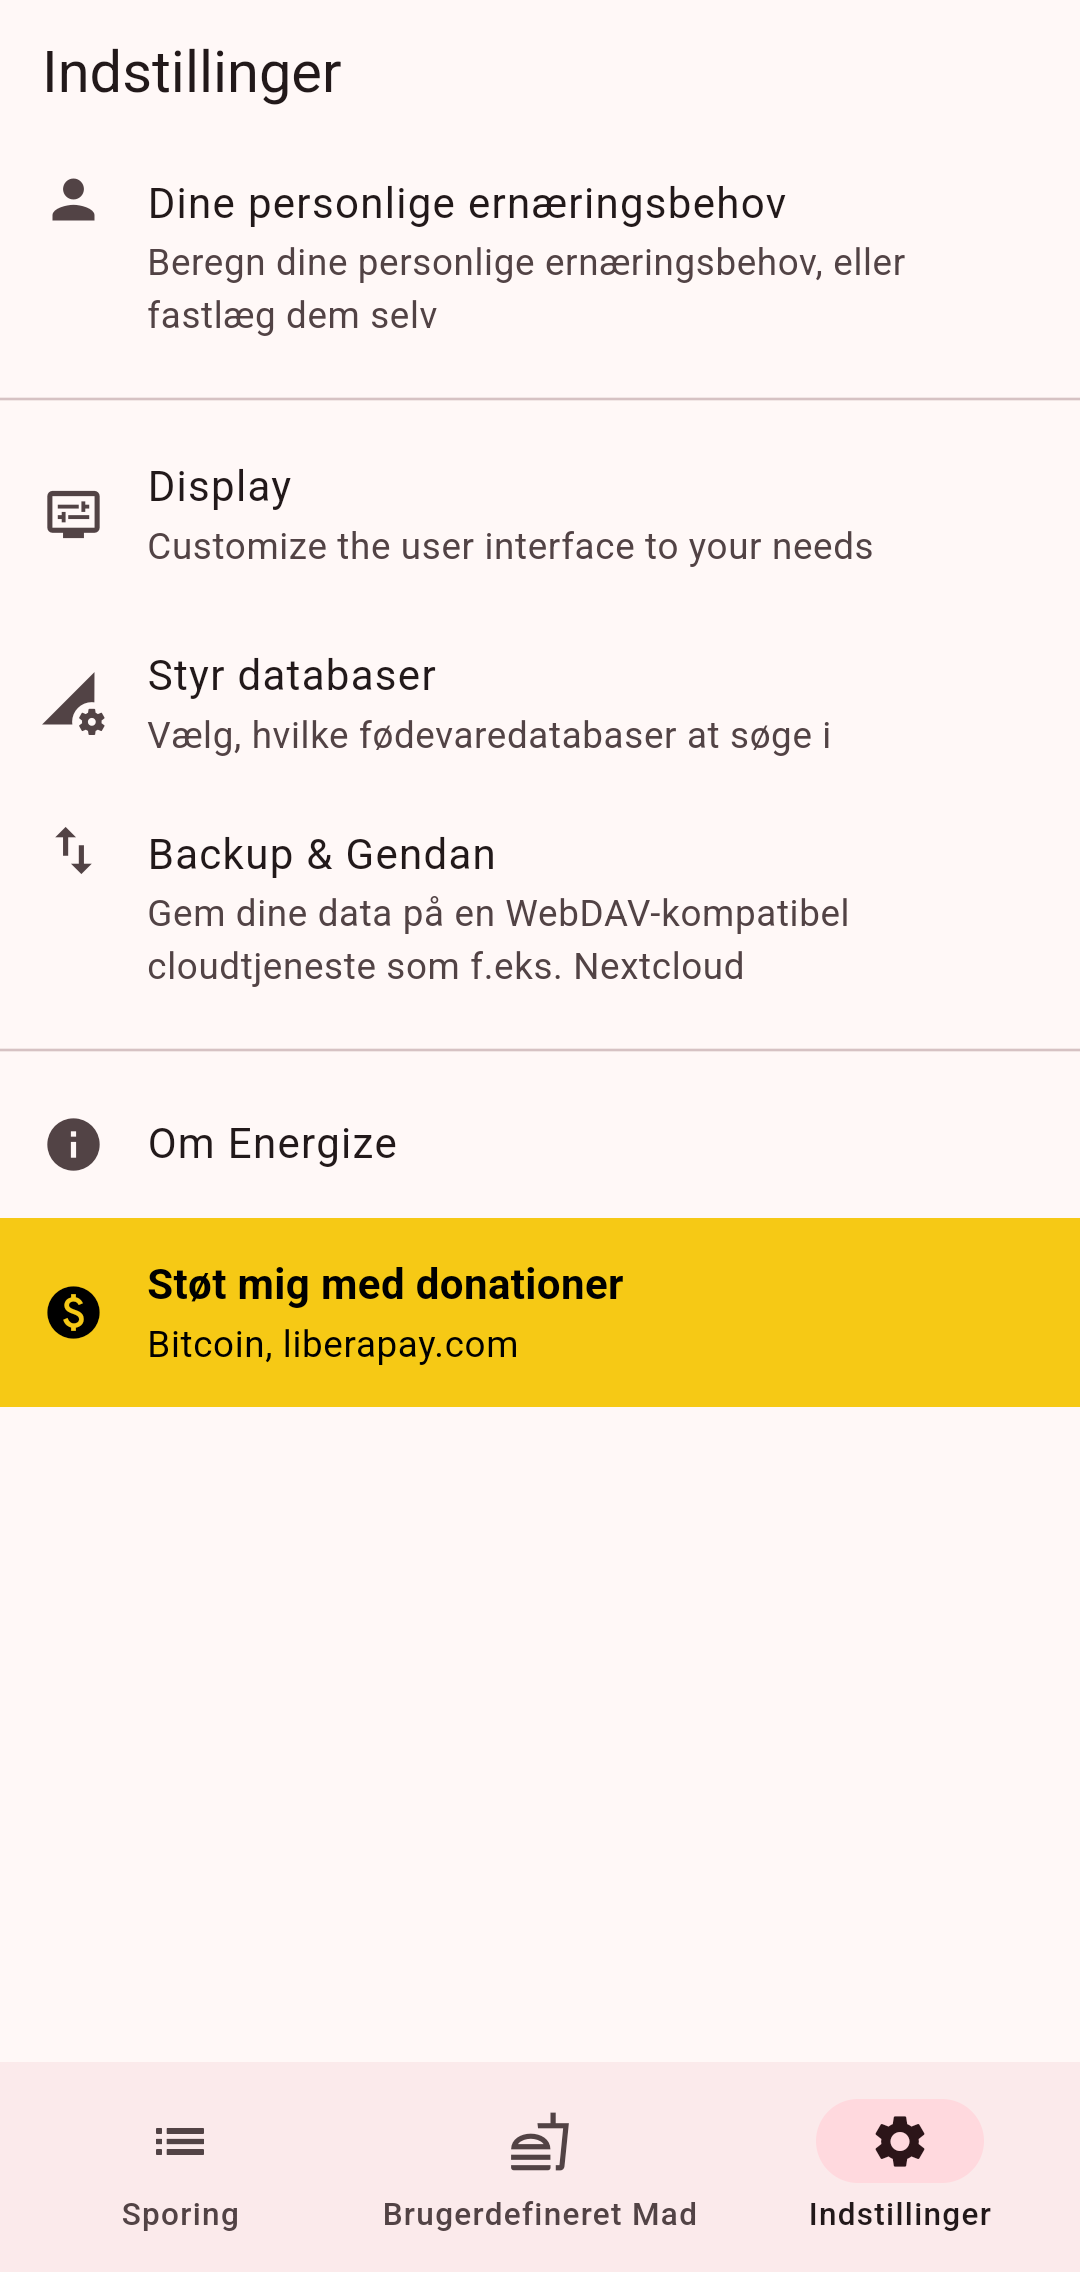 Indstillinger
Dine personlige ernæringsbehov
Beregn dine personlige ernæringsbehov, eller
fastlæg dem selv
Display
Customize the user interface to your needs
Styr databaser
Vælg, hvilke fødevaredatabaser at søge i
Backup & Gendan
Gem dine data på en WebDAV-kompatibel
cloudtjeneste som f.eks. Nextcloud
Om Energize
Støt mig med donationer
Bitcoin, liberapay.com
Sporing
Brugerdefineret Mad
Indstillinger